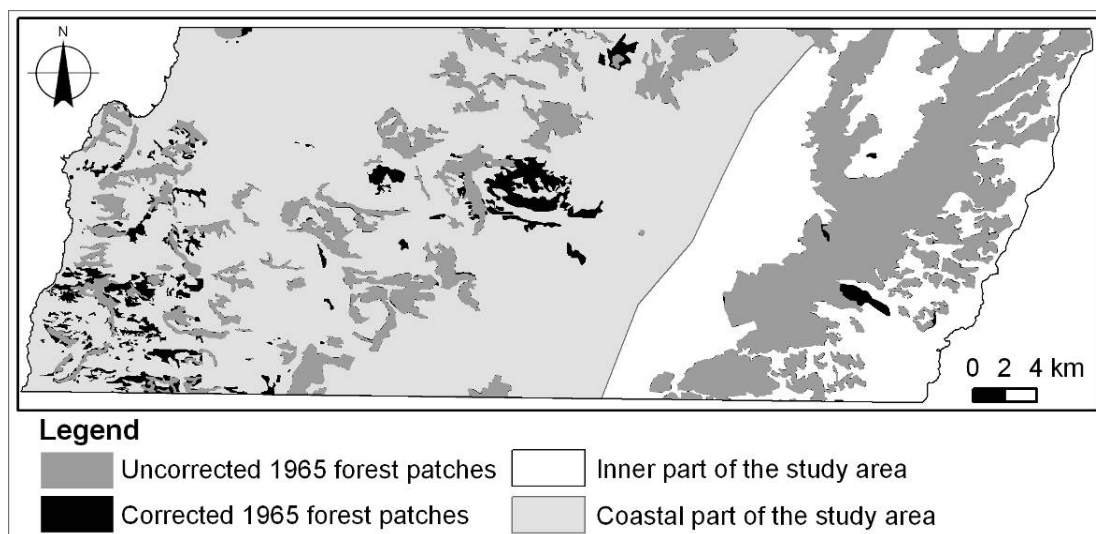 N
0 2 4 km
Legend
Uncorrected 1965 forest patches
Inner part of the study area
Corrected 1965 forest patches
Coastal part of the study area